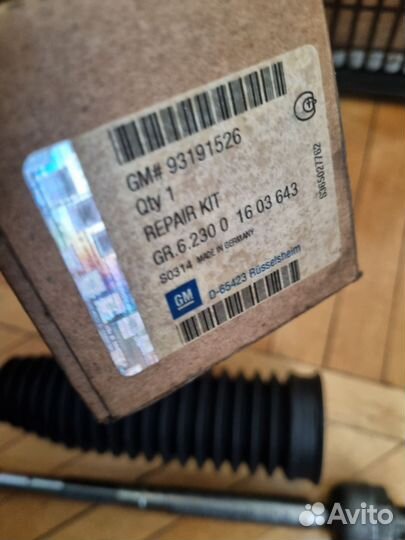 GM# 93191526
Qty 1
REPAIR KIT
GR.6.230 0 16 03 643
S0314 MADE IN GERMANY
GM D-65423 Rüsselsheim
6365027762
Avito